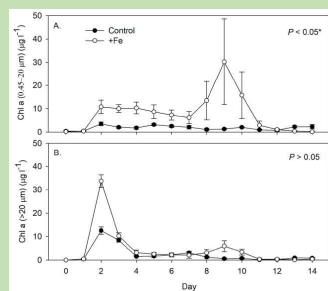 A.
Control
+Fe
P < 0.05*
Chl a (0.45-20 μm) (μg l⁻¹)
50
40
30
20
10
0
B.
P > 0.05
Chl a (>20 μm) (μg l⁻¹)
50
40
30
20
10
0
0 2 4 6 8 10 12 14
Day